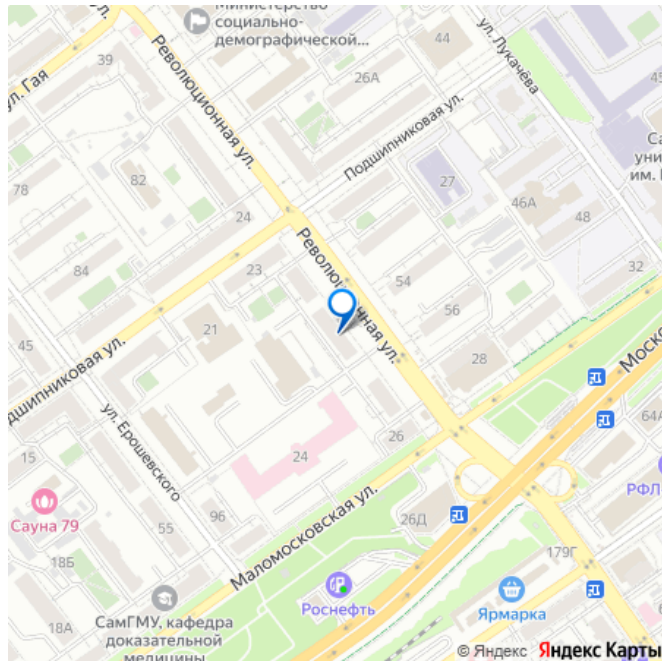 Министерство
социально-
демографической...
ул.
44
ул. Лукачёва
39
Революционная ул.
26А
ул. Гая
Подшипниковая ул.
78
82
27
46А
48
24
32
84
23
Революционная ул.
54
56
45
21
28
Подшипниковая ул.
ул. Ерошевского
64А
15
24
26
Сауна 79
55
96
Маломосковская ул.
26Д
РФЛ
18Б
179Г
18А
СамГМУ, кафедра
доказательной
медицины
Роснефть
Ярмарка
© Яндекс Яндекс Карты